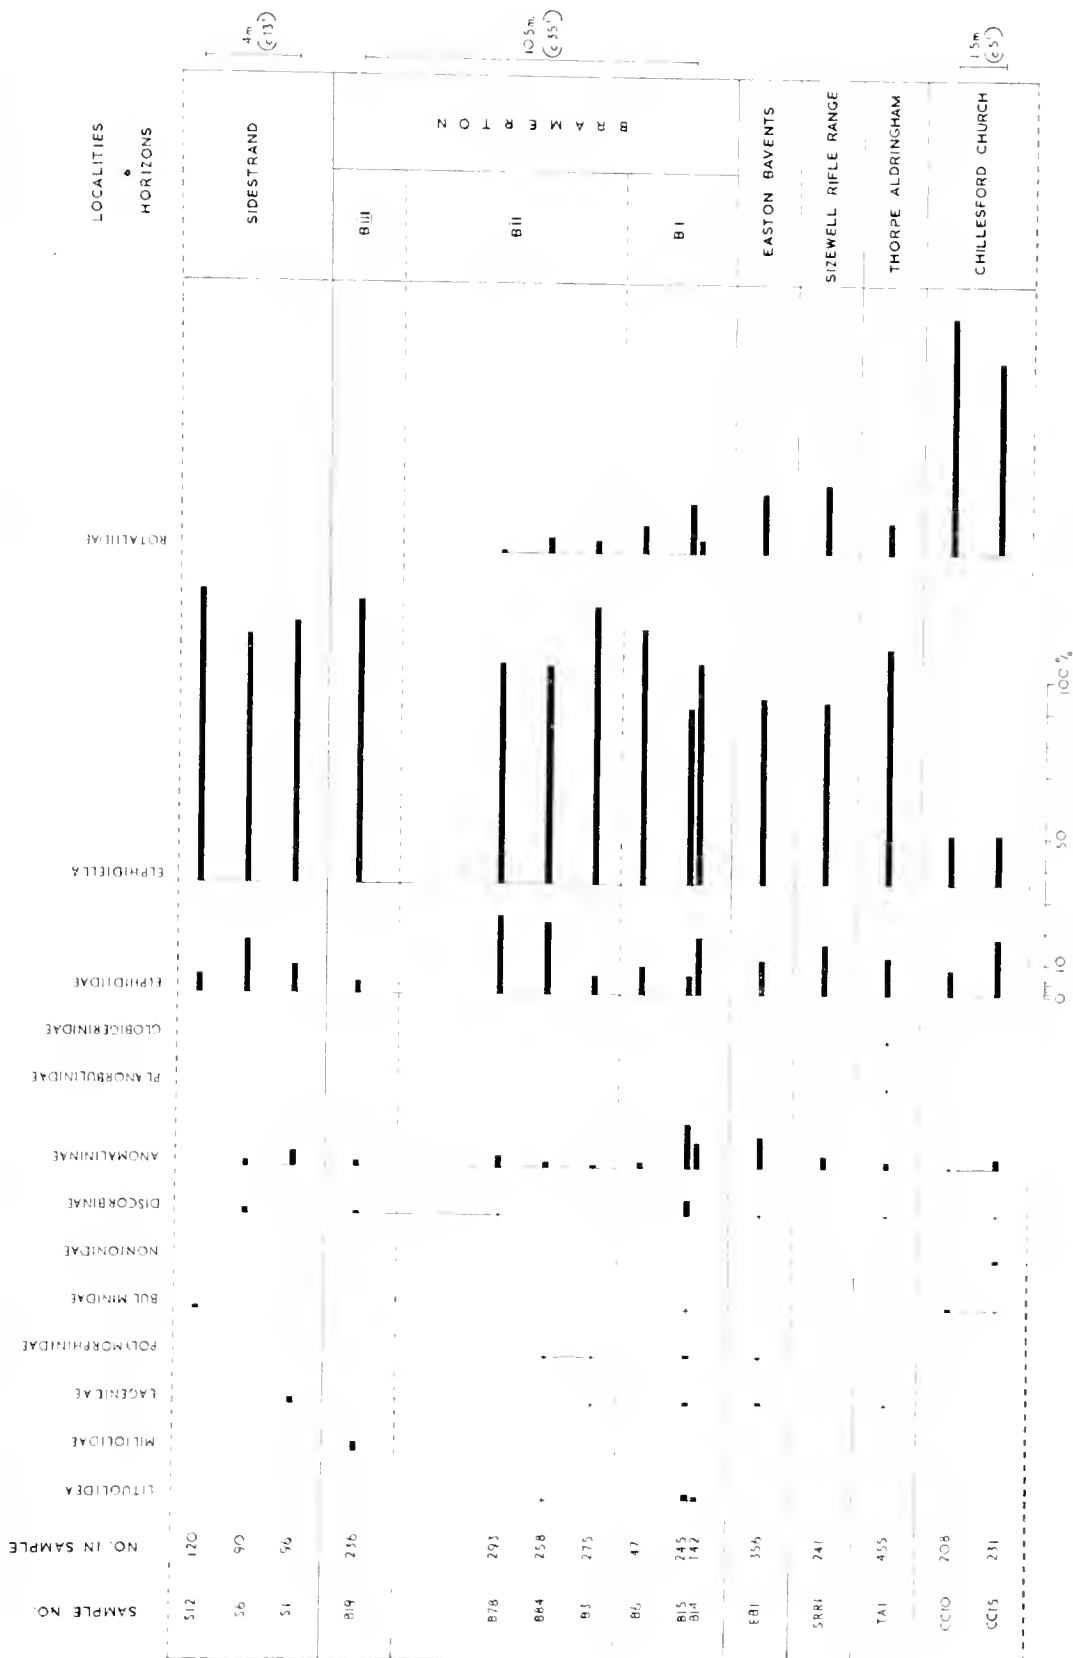 LOCALITIES
&
HORIZONS
SIDESTRAND
4m
(c 13')
BRAMERTON
10 5m.
(c 35')
BIII
BII
BI
EASTON BAVENTS
SIZEWELL RIFLE RANGE
THORPE ALDRINGHAM
CHILLESFORD CHURCH
1 5m
(c 5')
ROTALIIDAE
ELPHIDIELLA
ELPHIDIIDAE
GLOBIGERINIDAE
PLANORBULINIDAE
ANOMALININAE
DISCORBINAE
NONIONIDAE
BULIMINIDAE
POLYMORPHINIDAE
LAGENIDAE
MILIOLIDAE
LITUOLIDEA
0 10 50 100 %
NO. IN SAMPLE
120 90 96 236 293 258 275 47 245 142 356 241 455 208 231
SAMPLE NO.
S12 S6 S1 B19 B78 B84 B3 B6 B15 B14 EB1 SRR1 TA1 CC10 CC15